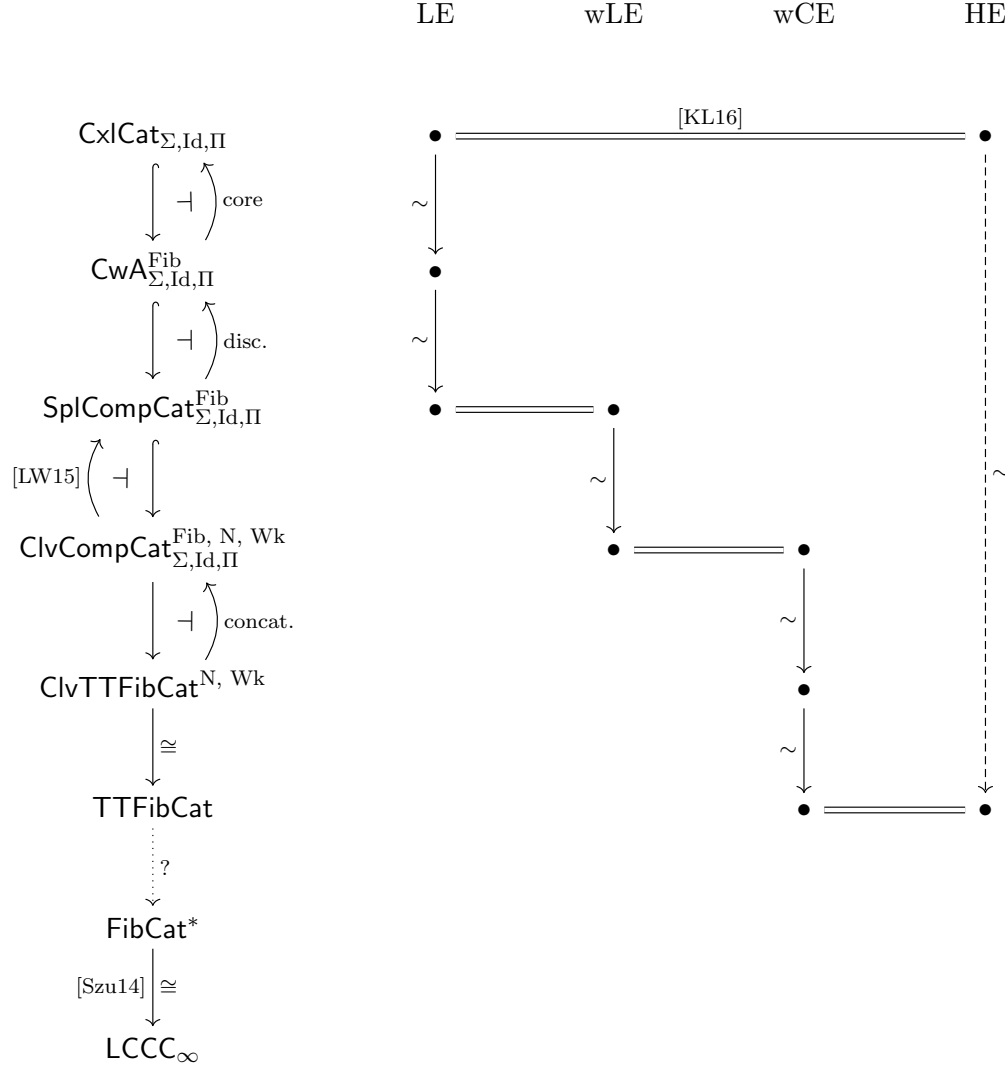 LE wLE wCE HE
[KL16]
CxlCat_{Σ,Id,Π}
⊣ core
∼
CwA^{Fib}_{Σ,Id,Π}
⊣ disc.
∼
SplCompCat^{Fib}_{Σ,Id,Π}
[LW15] ⊣ ∼ ∼
ClvCompCat^{Fib, N, Wk}_{Σ,Id,Π}
⊣ concat. ∼
ClvTTFibCat^{N, Wk}
≅ ∼
TTFibCat
?
FibCat*
[Szu14] ≅
LCCC_∞